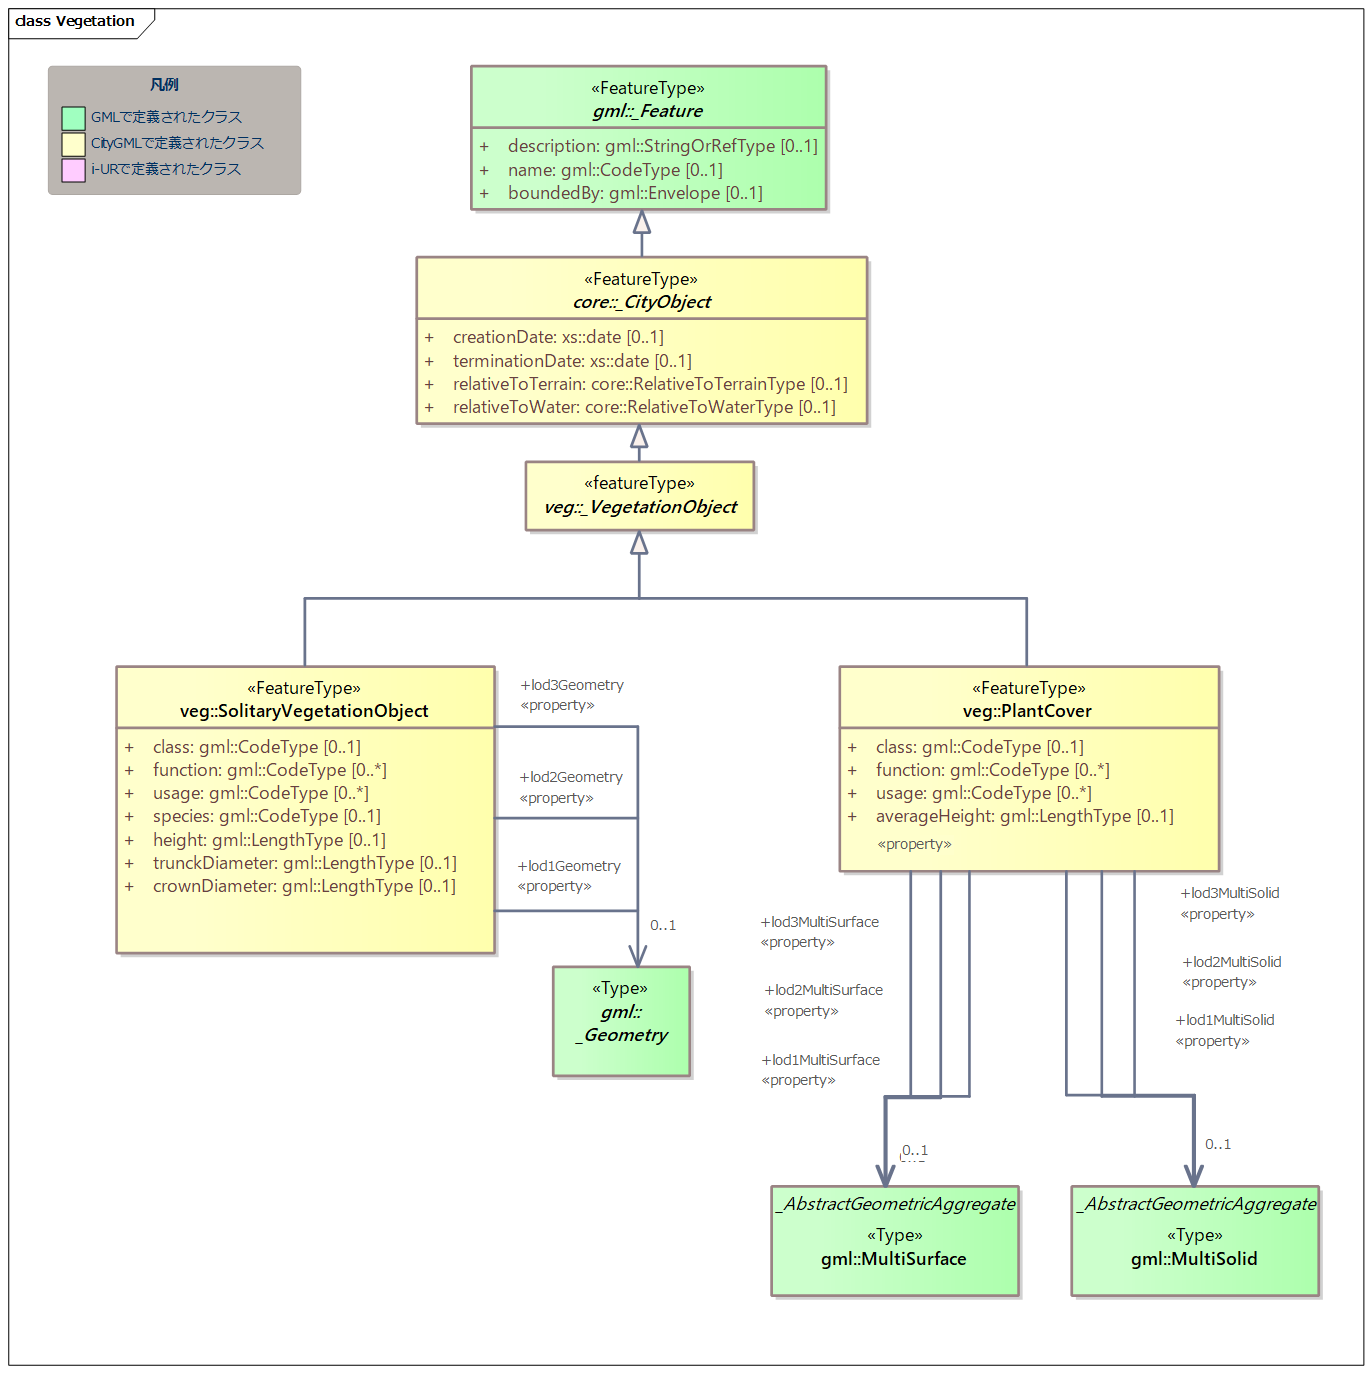 class Vegetation
凡例
GMLで定義されたクラス
CityGMLで定義されたクラス
i-URで定義されたクラス
«FeatureType»
gml::_Feature
+ description: gml::StringOrRefType [0..1]
+ name: gml::CodeType [0..1]
+ boundedBy: gml::Envelope [0..1]
«FeatureType»
core::_CityObject
+ creationDate: xs::date [0..1]
+ terminationDate: xs::date [0..1]
+ relativeToTerrain: core::RelativeToTerrainType [0..1]
+ relativeToWater: core::RelativeToWaterType [0..1]
«featureType»
veg::_VegetationObject
«FeatureType»
veg::SolitaryVegetationObject
+ class: gml::CodeType [0..1]
+ function: gml::CodeType [0..*]
+ usage: gml::CodeType [0..*]
+ species: gml::CodeType [0..1]
+ height: gml::LengthType [0..1]
+ trunckDiameter: gml::LengthType [0..1]
+ crownDiameter: gml::LengthType [0..1]
+lod3Geometry
«property»
+lod2Geometry
«property»
+lod1Geometry
«property»
0..1
«Type»
gml::
_Geometry
«FeatureType»
veg::PlantCover
+ class: gml::CodeType [0..1]
+ function: gml::CodeType [0..*]
+ usage: gml::CodeType [0..*]
+ averageHeight: gml::LengthType [0..1]
«property»
+lod3MultiSurface
«property»
+lod2MultiSurface
«property»
+lod1MultiSurface
«property»
0..1
+lod3MultiSolid
«property»
+lod2MultiSolid
«property»
+lod1MultiSolid
«property»
0..1
_AbstractGeometricAggregate
«Type»
gml::MultiSurface
_AbstractGeometricAggregate
«Type»
gml::MultiSolid